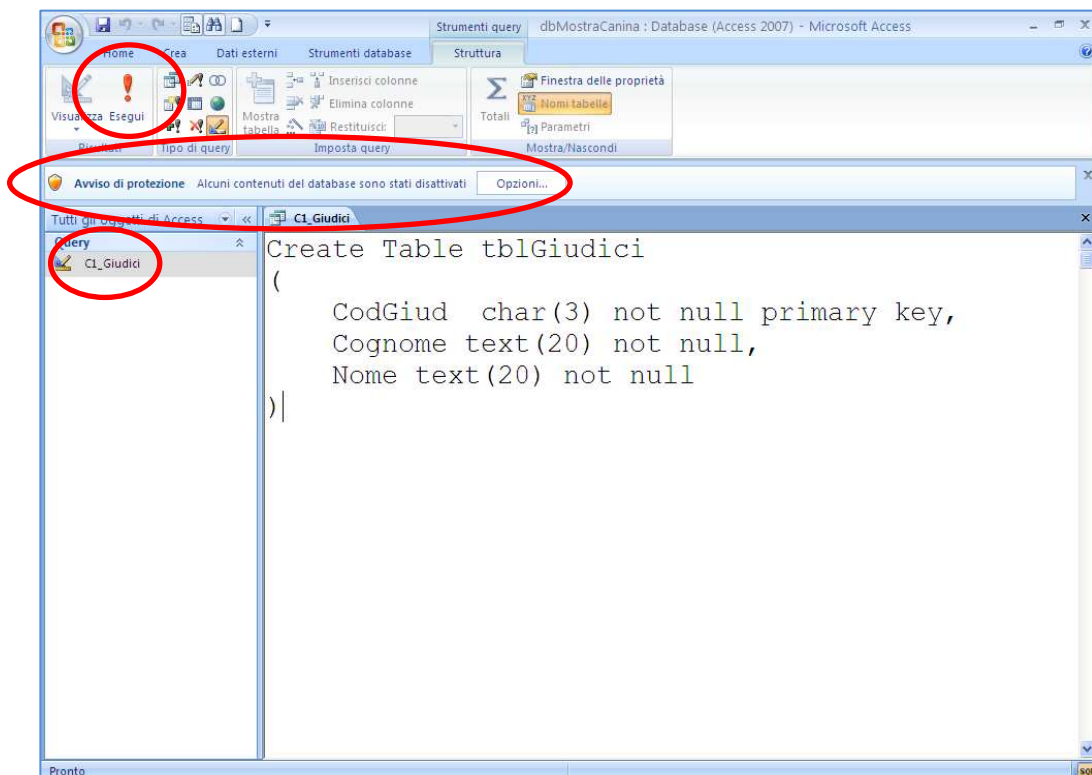 Strumenti query dbMostraCanina : Database (Access 2007) - Microsoft Access
Home Crea Dati esterni Strumenti database Struttura
Visualizza Esegui
Mostra tabella
Inserisci colonne
Elimina colonne
Restituisci:
Totali
Finestra delle proprietà
Nomi tabelle
Parametri
Risultati Tipo di query Imposta query Mostra/Nascondi
Avviso di protezione Alcuni contenuti del database sono stati disattivati Opzioni...
Tutti gli oggetti di Access C1_Giudici
Query
C1_Giudici
Create Table tblGiudici
(
CodGiud char(3) not null primary key,
Cognome text(20) not null,
Nome text(20) not null
)
Pronto